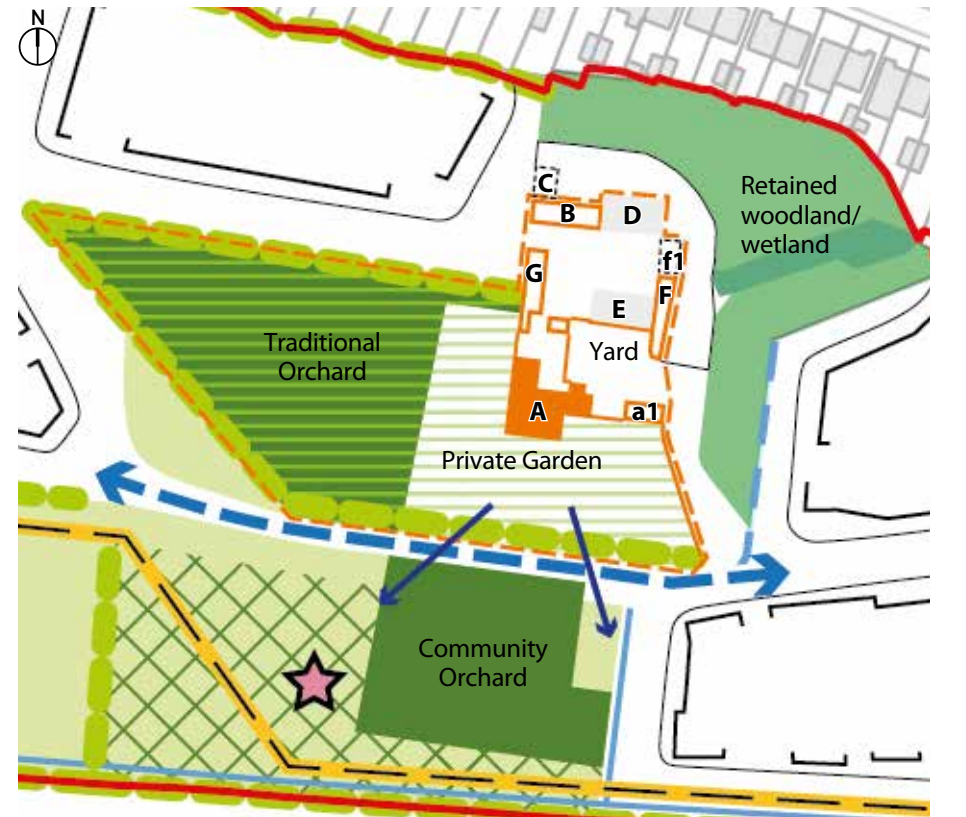 N
Retained
woodland/
wetland
C
B
D
f1
G
F
E
Traditional
Orchard
Yard
A
a1
Private Garden
Community
Orchard